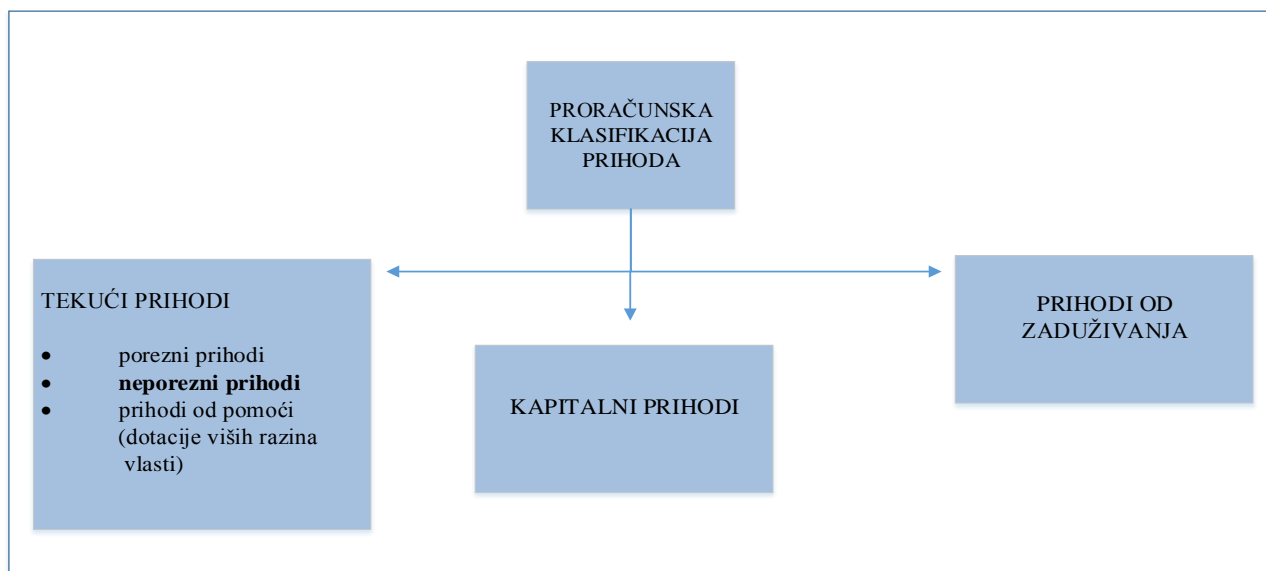 PRORAČUNSKA
KLASIFIKACIJA
PRIHODA
TEKUĆI PRIHODI
• porezni prihodi
• neporezni prihodi
• prihodi od pomoći
(dotacije viših razina
vlasti)
KAPITALNI PRIHODI
PRIHODI OD
ZADUŽIVANJA